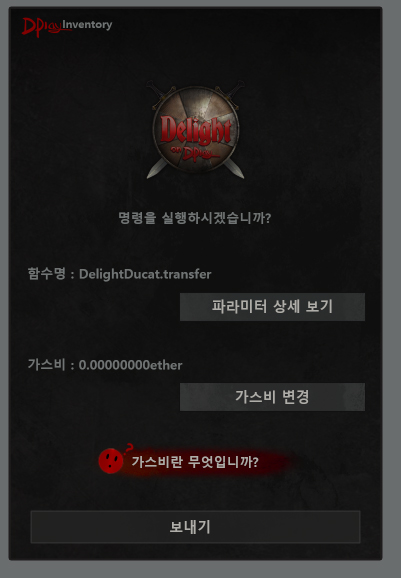 DPlay Inventory
Delight
BY DPlay
명령을 실행하시겠습니까?
함수명 : DelightDucat.transfer
파라미터 상세 보기
가스비 : 0.00000000ether
가스비 변경
?
가스비란 무엇입니까?
보내기